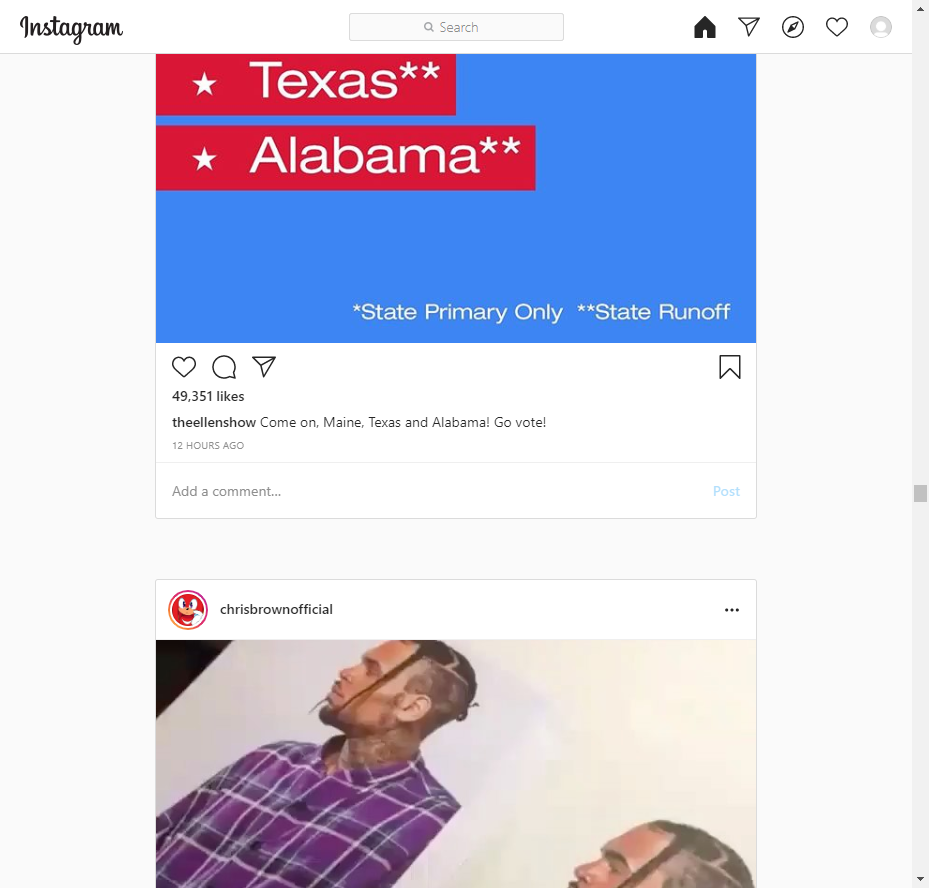 Instagram
Search
★ Texas**
★ Alabama**
*State Primary Only **State Runoff
49,351 likes
theellenshow Come on, Maine, Texas and Alabama! Go vote!
12 HOURS AGO
Add a comment...
Post
chrisbrownofficial